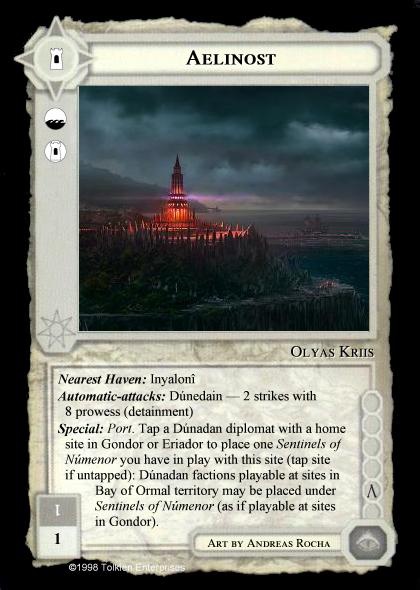 AELINOST
OLYAS KRIIS
Nearest Haven: Inyalonî
Automatic-attacks: Dúnedain — 2 strikes with
8 prowess (detainment)
Special: Port. Tap a Dúnadan diplomat with a home
site in Gondor or Eriador to place one Sentinels of
Númenor you have in play with this site (tap site
if untapped): Dúnadan factions playable at sites in
Bay of Ormal territory may be placed under
Sentinels of Númenor (as if playable at sites
in Gondor).
1
1
ART BY ANDREAS ROCHA
©1998 Tolkien Enterprises